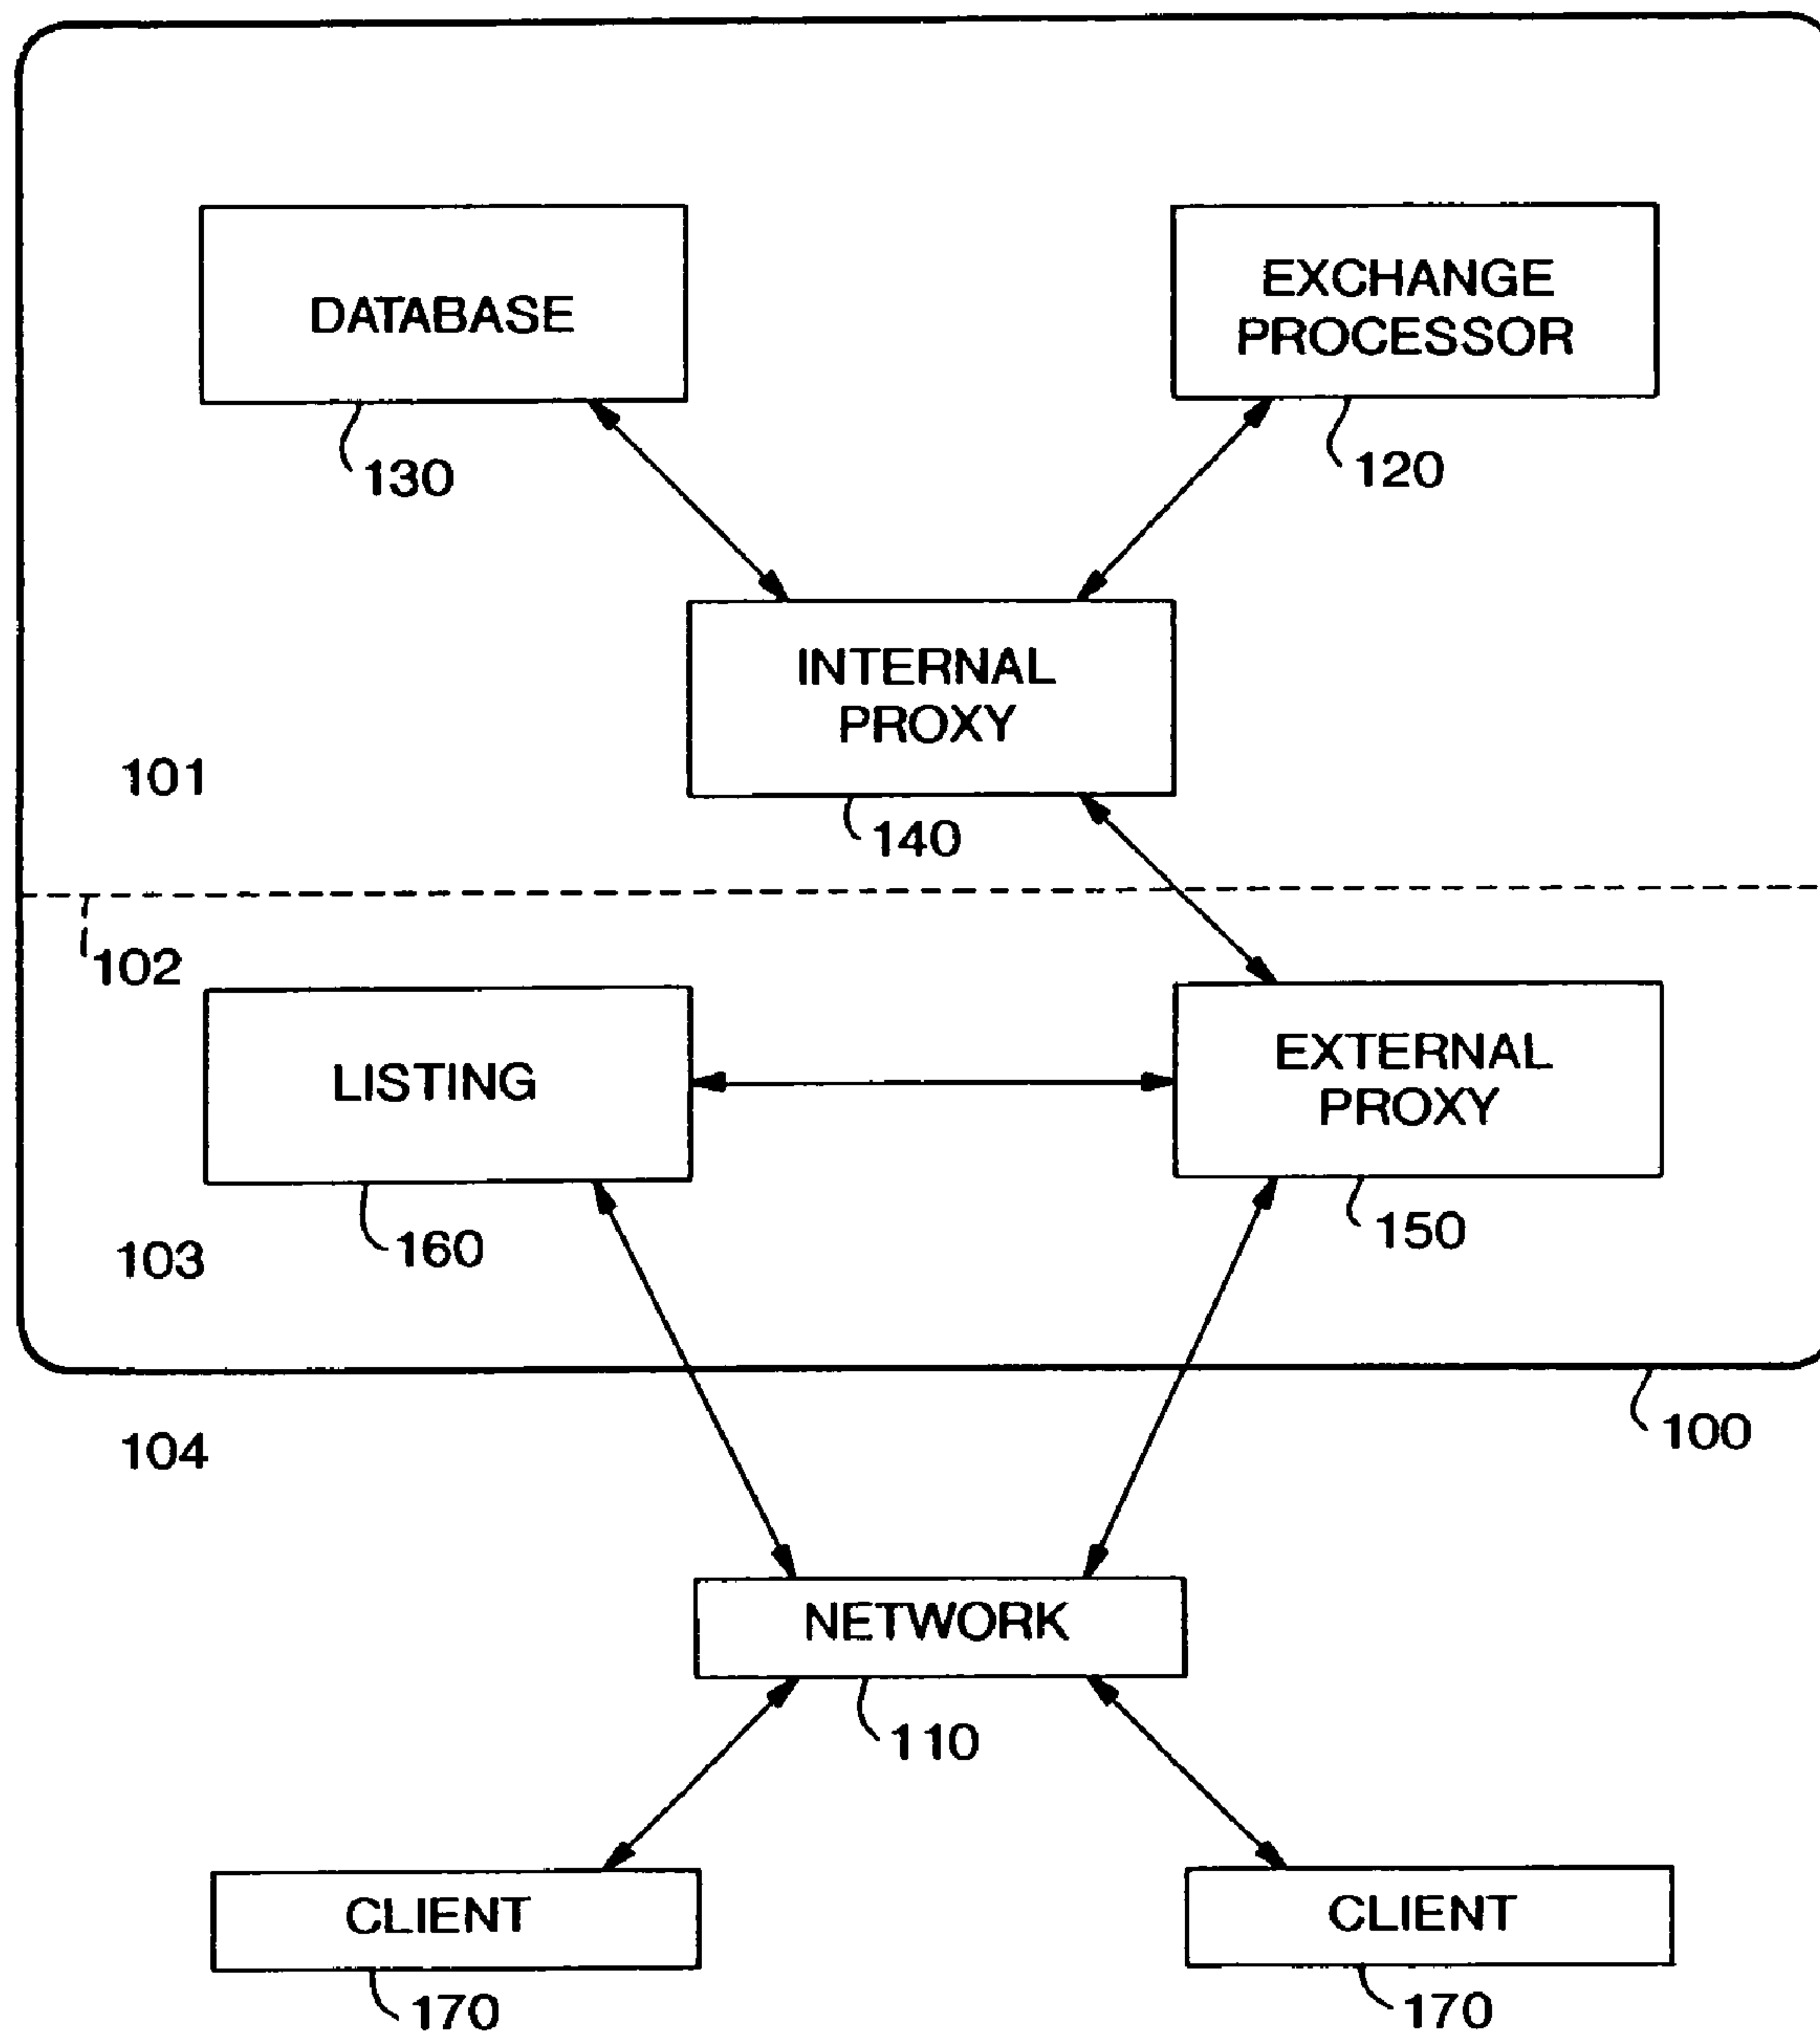 DATABASE
EXCHANGE
PROCESSOR
130
120
INTERNAL
PROXY
101
140
102
LISTING
EXTERNAL
PROXY
160
150
103
100
104
NETWORK
110
CLIENT
CLIENT
170
170